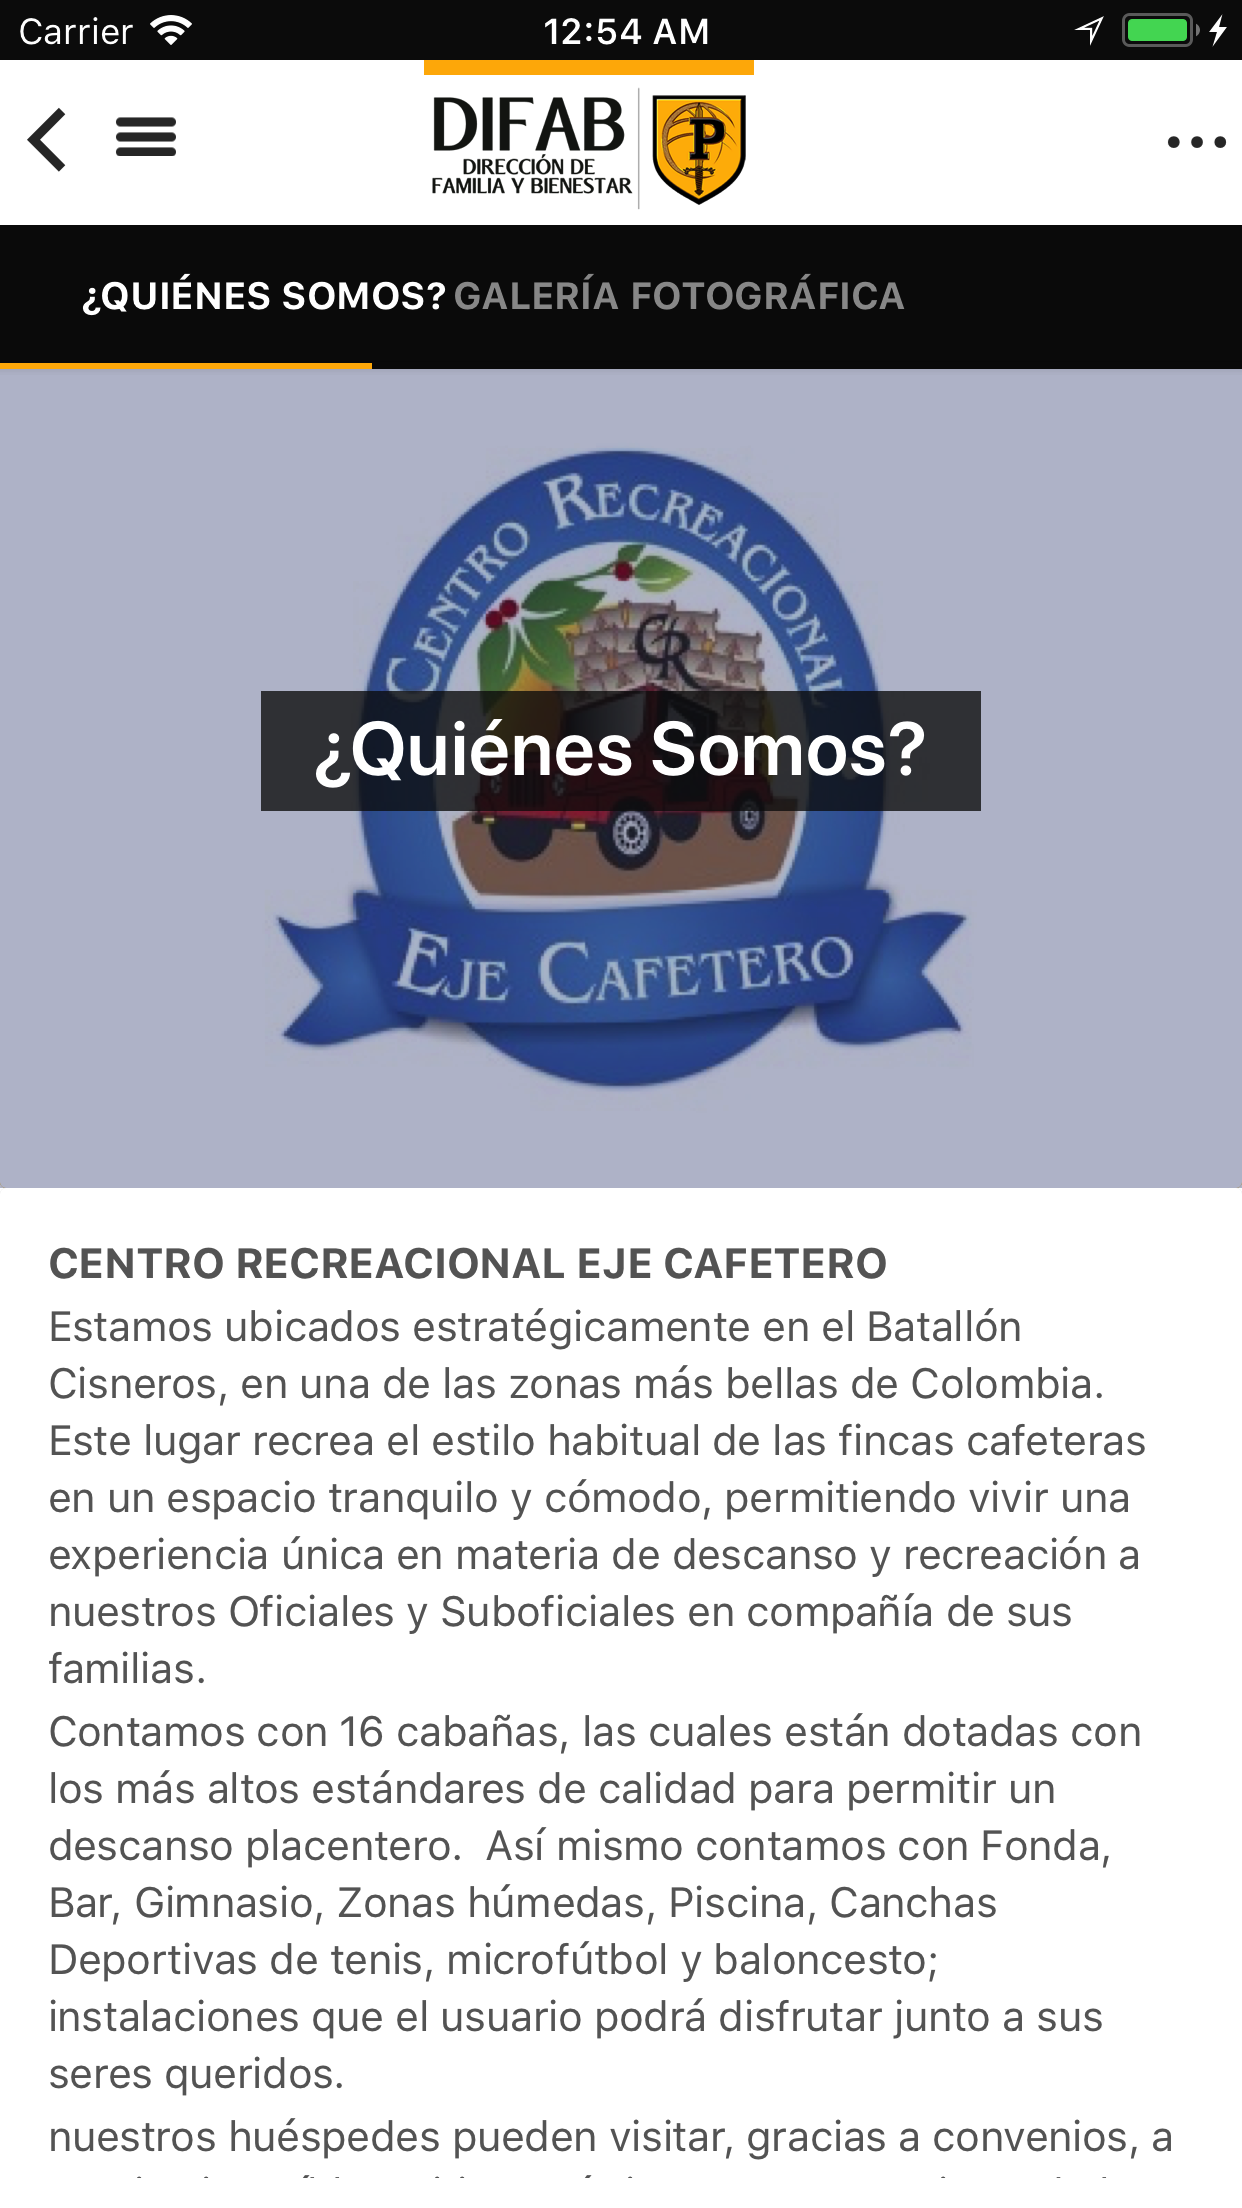 Carrier 12:54 AM
DIFAB
DIRECCIÓN DE
FAMILIA Y BIENESTAR
P
¿QUIÉNES SOMOS? GALERÍA FOTOGRÁFICA
CENTRO RECREACIONAL
CR
¿Quiénes Somos?
EJE CAFETERO
CENTRO RECREACIONAL EJE CAFETERO
Estamos ubicados estratégicamente en el Batallón
Cisneros, en una de las zonas más bellas de Colombia.
Este lugar recrea el estilo habitual de las fincas cafeteras
en un espacio tranquilo y cómodo, permitiendo vivir una
experiencia única en materia de descanso y recreación a
nuestros Oficiales y Suboficiales en compañía de sus
familias.
Contamos con 16 cabañas, las cuales están dotadas con
los más altos estándares de calidad para permitir un
descanso placentero.  Así mismo contamos con Fonda,
Bar, Gimnasio, Zonas húmedas, Piscina, Canchas
Deportivas de tenis, microfútbol y baloncesto;
instalaciones que el usuario podrá disfrutar junto a sus
seres queridos.
nuestros huéspedes pueden visitar, gracias a convenios, a